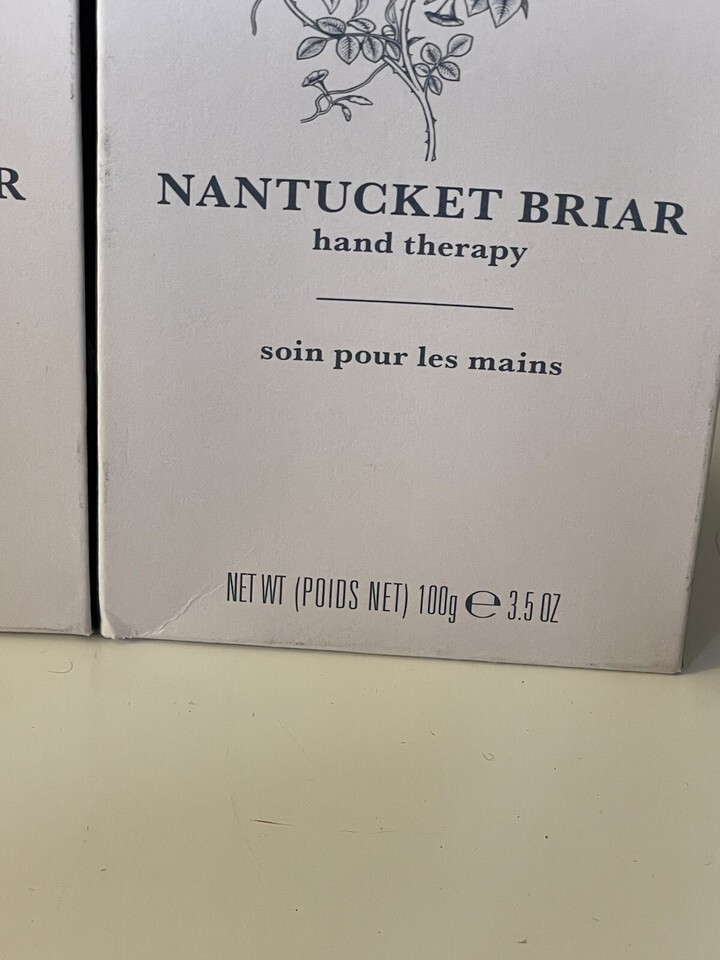 R
NANTUCKET BRIAR
hand therapy
soin pour les mains
NET WT (POIDS NET) 100g ℮ 3.5 OZ